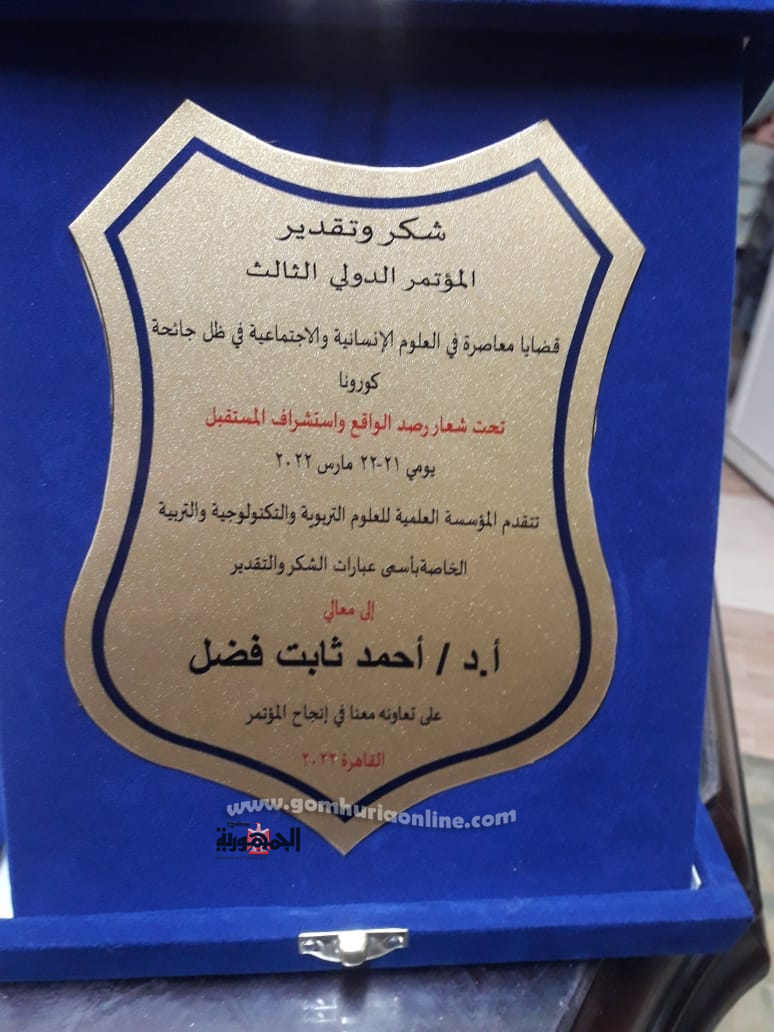 شكر وتقدير
المؤتمر الدولي الثالث
قضايا معاصرة في العلوم الإنسانية والاجتماعية في ظل جائحة
كورونا
تحت شعار رصد الواقع واستشراف المستقبل
يومي ٢١-٢٢ مارس ٢٠٢٢
تتقدم المؤسسة العلمية للعلوم التربوية والتكنولوجية والتربية
الخاصة بأسمى عبارات الشكر والتقدير
إلى معالي
أ.د / أحمد ثابت فضل
على تعاونه معنا في إنجاح المؤتمر
القاهرة ٢٠٢٢
www.gomhuriaonline.com
الجمهورية